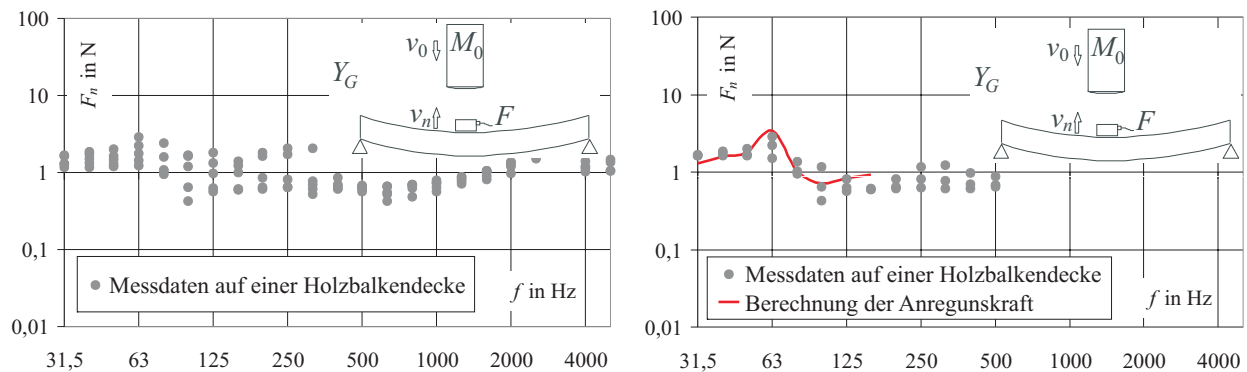 100
10
1
0,1
0,01
F_n in N
v_0
M_0
Y_G
v_n
F
Messdaten auf einer Holzbalkendecke
f in Hz
31,5 63 125 250 500 1000 2000 4000
100
10
1
0,1
0,01
F_n in N
v_0
M_0
Y_G
v_n
F
Messdaten auf einer Holzbalkendecke
Berechnung der Anregunskraft
f in Hz
31,5 63 125 250 500 1000 2000 4000